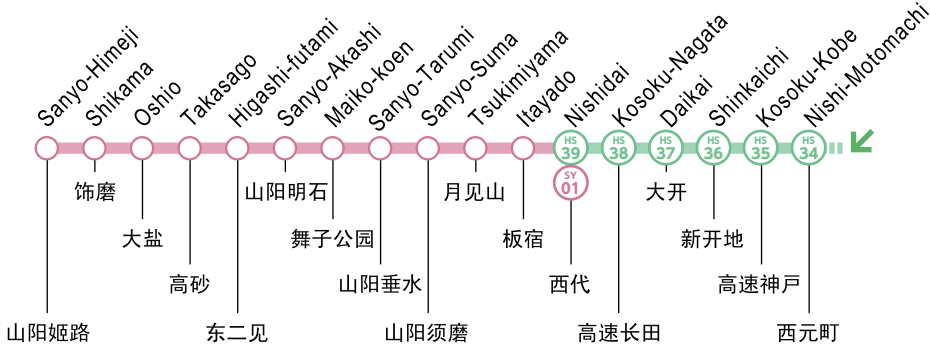 Sanyo-Himeji
Shikama
Oshio
Takasago
Higashi-futami
Sanyo-Akashi
Maiko-koen
Sanyo-Tarumi
Sanyo-Suma
Tsukimiyama
Itayado
Nishidai
Kosoku-Nagata
Daikai
Shinkaichi
Kosoku-Kobe
Nishi-Motomachi
HS
39
HS
38
HS
37
HS
36
HS
35
HS
34
SY
01
饰磨
山阳明石
月见山
大开
大盐
舞子公园
板宿
新开地
高砂
山阳垂水
西代
高速神戸
山阳姬路
东二见
山阳须磨
高速长田
西元町